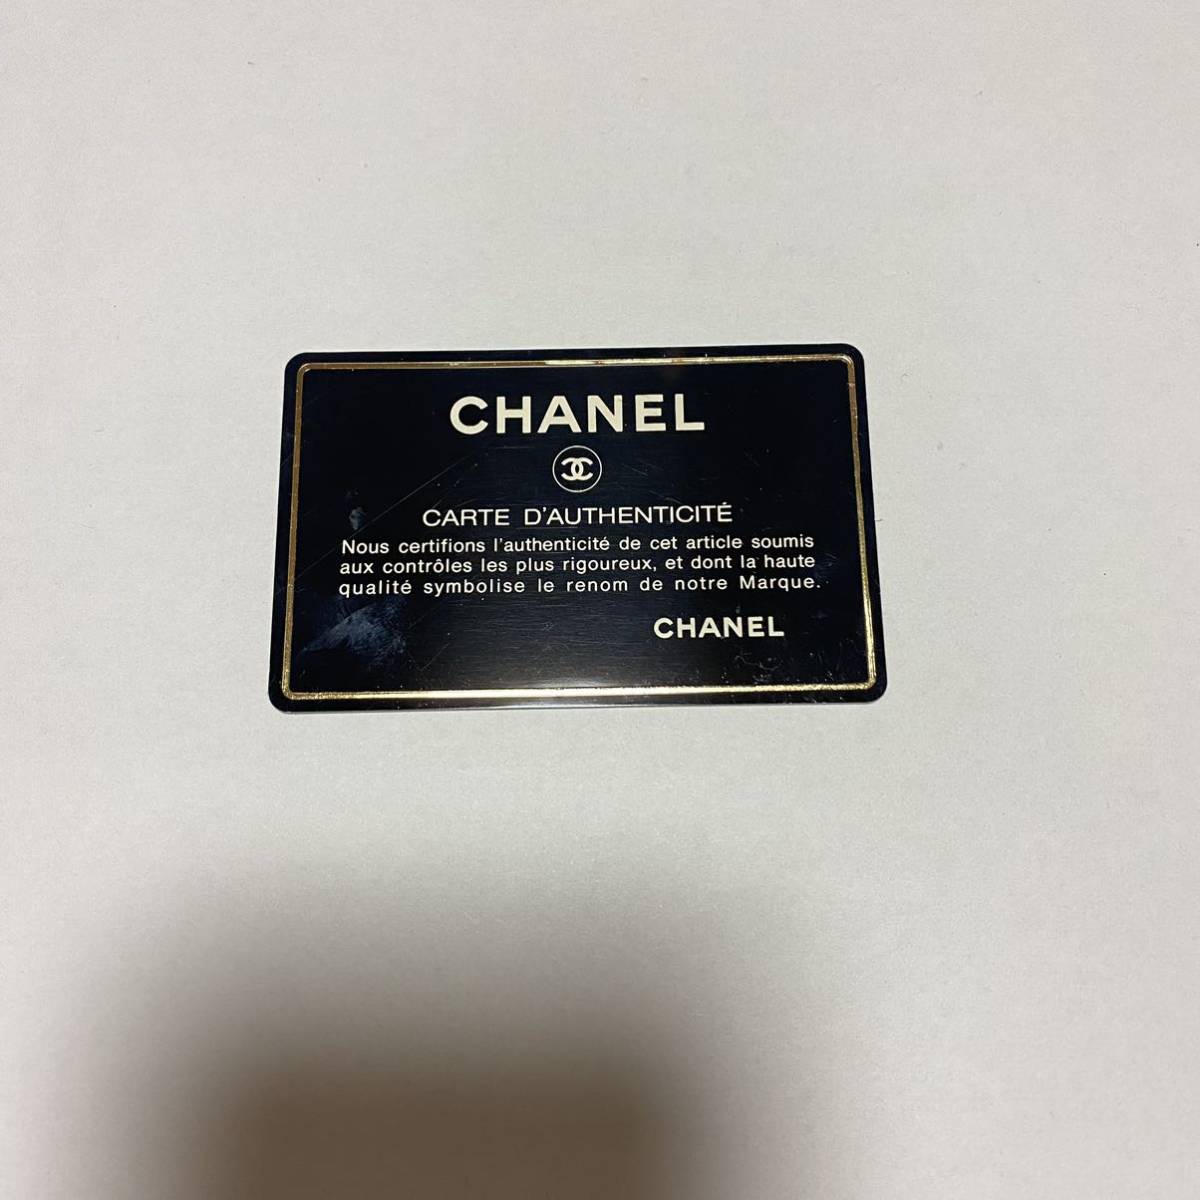 CHANEL
CARTE D'AUTHENTICITÉ
Nous certifions l'authenticité de cet article soumis
aux contrôles les plus rigoureux, et dont la haute
qualité symbolise le renom de notre Marque.
CHANEL